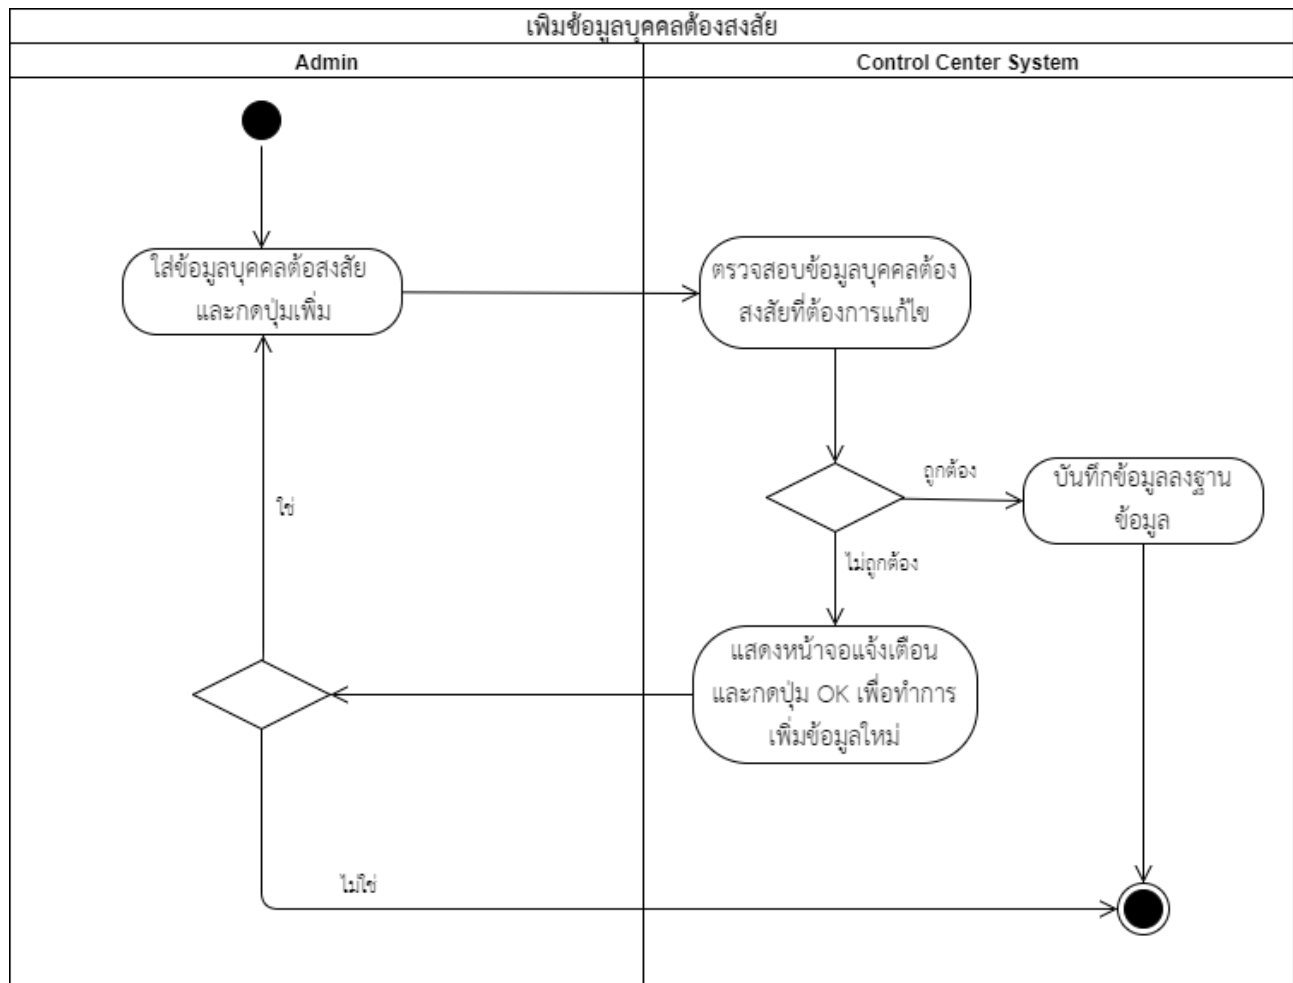 เพิ่มข้อมูลบุคคลต้องสงสัย
Admin
Control Center System
ใส่ข้อมูลบุคคลต้อสงสัย
และกดปุ่มเพิ่ม
ตรวจสอบข้อมูลบุคคลต้อง
สงสัยที่ต้องการแก้ไข
ถูกต้อง
บันทึกข้อมูลลงฐาน
ข้อมูล
ใช่
ไม่ถูกต้อง
แสดงหน้าจอแจ้งเตือน
และกดปุ่ม OK เพื่อทำการ
เพิ่มข้อมูลใหม่
ไม่ใช่